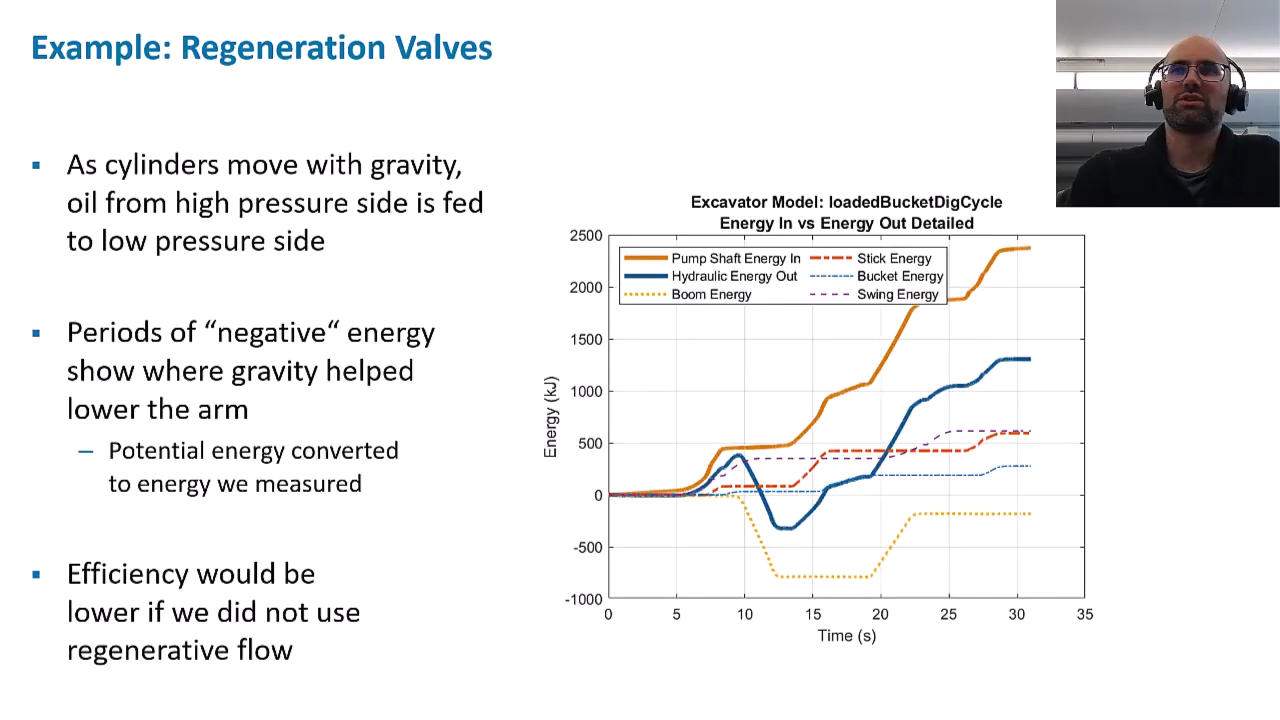 Example: Regeneration Valves
▪ As cylinders move with gravity,
oil from high pressure side is fed
to low pressure side
▪ Periods of “negative“ energy
show where gravity helped
lower the arm
– Potential energy converted
to energy we measured
▪ Efficiency would be
lower if we did not use
regenerative flow
Excavator Model: loadedBucketDigCycle
Energy In vs Energy Out Detailed
Pump Shaft Energy In
Hydraulic Energy Out
Boom Energy
Stick Energy
Bucket Energy
Swing Energy
Energy (kJ)
2500
2000
1500
1000
500
0
-500
-1000
0 5 10 15 20 25 30 35
Time (s)